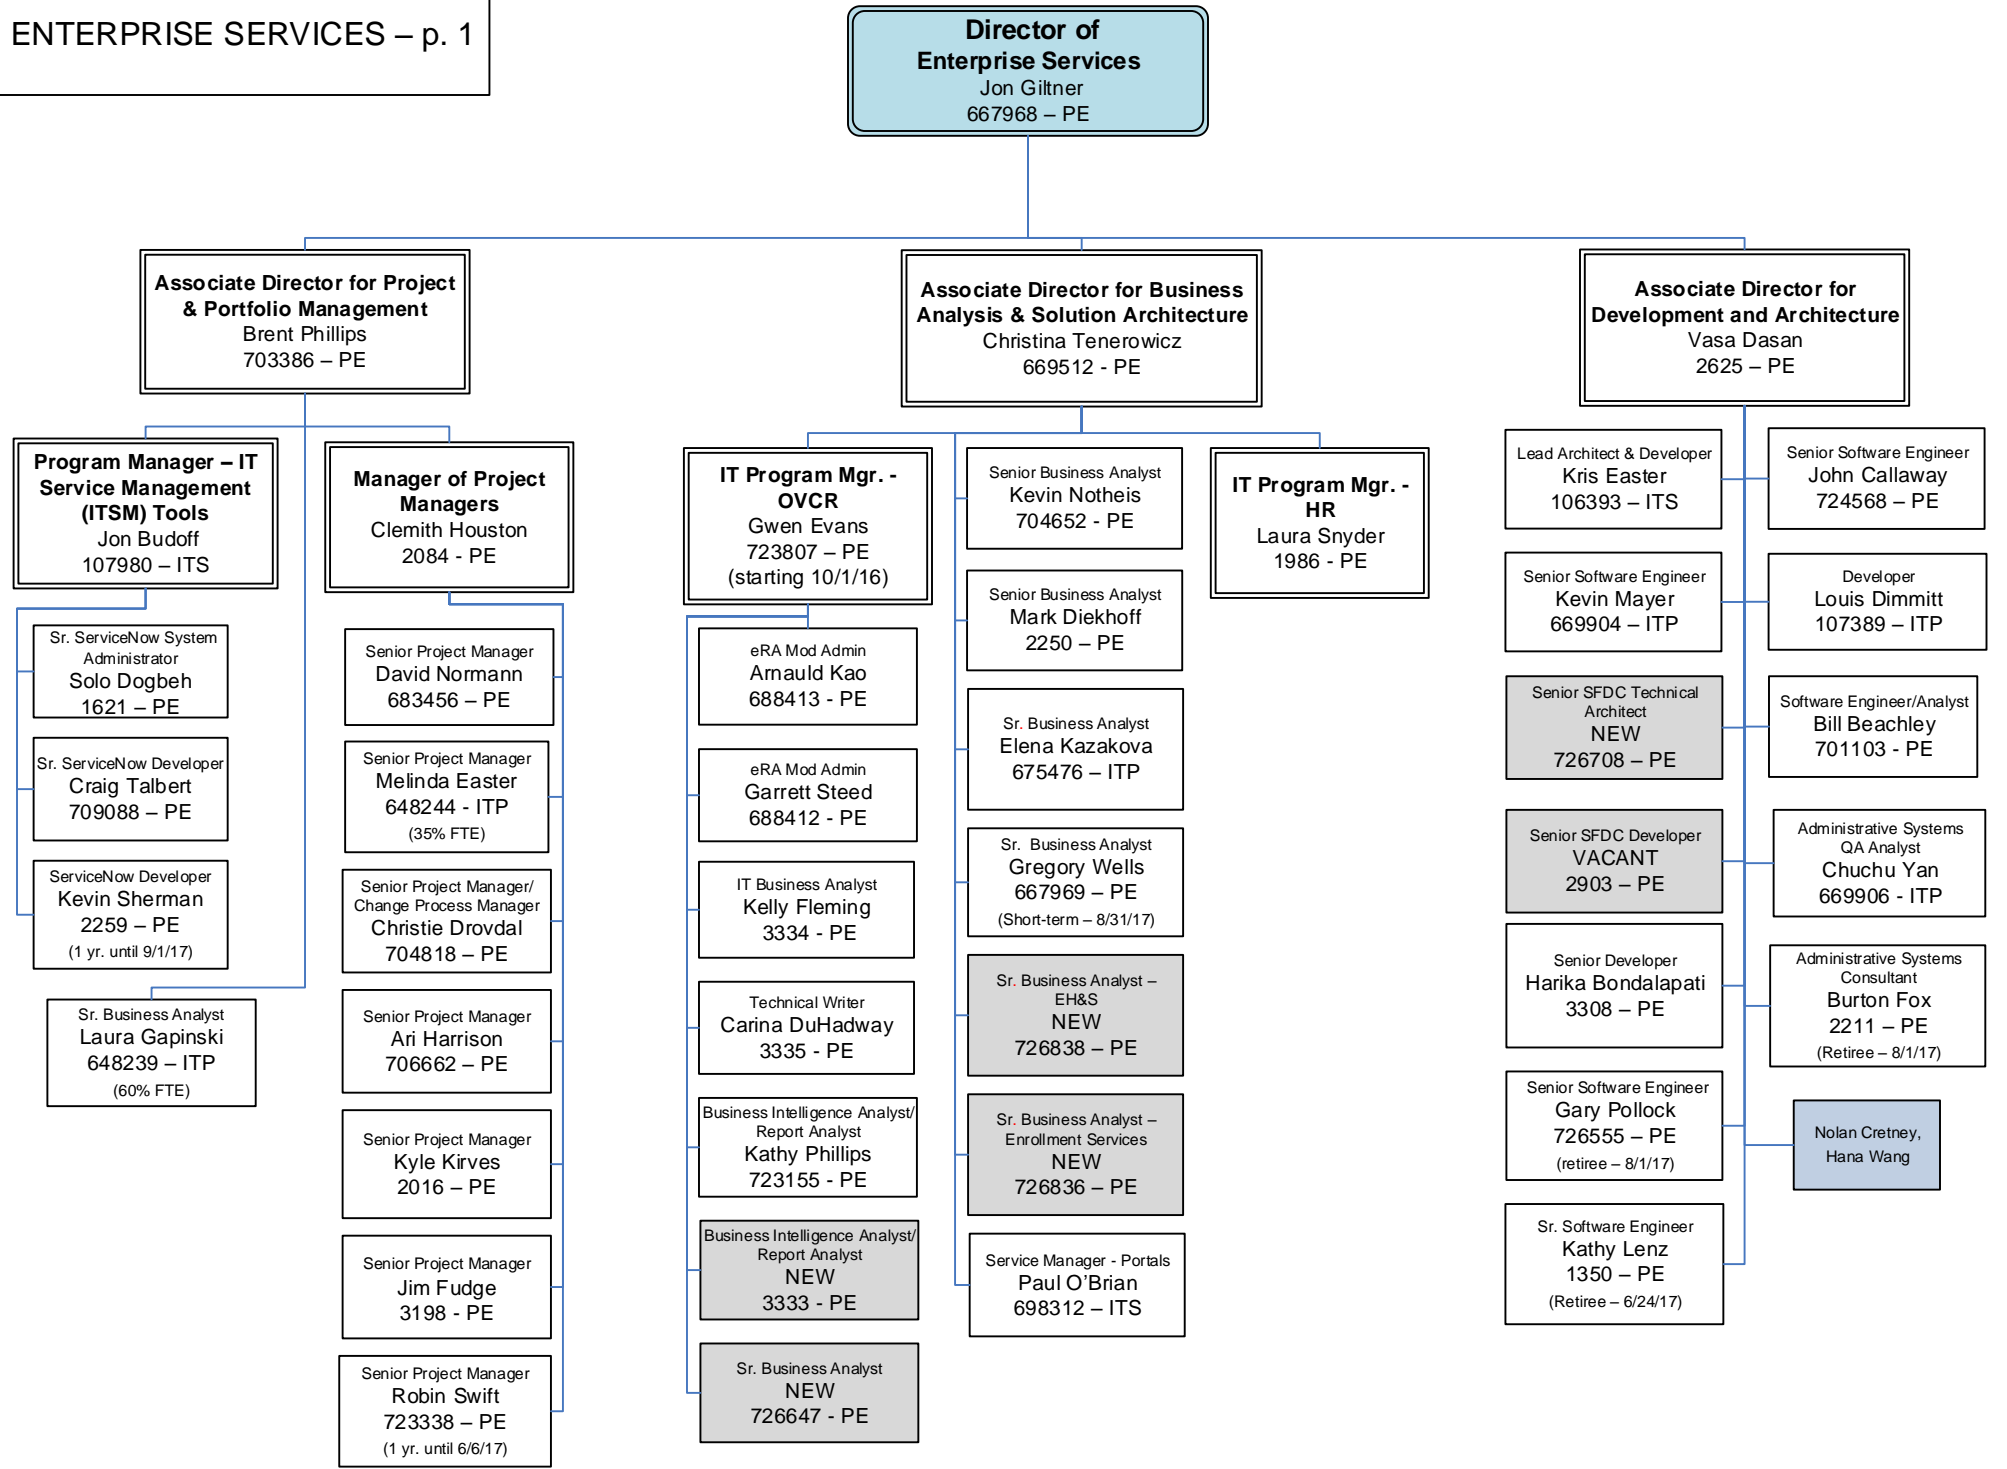 ENTERPRISE SERVICES – p. 1
Director of
Enterprise Services
Jon Giltner
667968 – PE
Associate Director for Project
& Portfolio Management
Brent Phillips
703386 – PE
Associate Director for Business
Analysis & Solution Architecture
Christina Tenerowicz
669512 - PE
Associate Director for
Development and Architecture
Vasa Dasan
2625 – PE
Program Manager – IT
Service Management
(ITSM) Tools
Jon Budoff
107980 – ITS
Sr. ServiceNow System
Administrator
Solo Dogbeh
1621 – PE
Sr. ServiceNow Developer
Craig Talbert
709088 – PE
ServiceNow Developer
Kevin Sherman
2259 – PE
(1 yr. until 9/1/17)
Sr. Business Analyst
Laura Gapinski
648239 – ITP
(60% FTE)
Manager of Project
Managers
Clemith Houston
2084 - PE
Senior Project Manager
David Normann
683456 – PE
Senior Project Manager
Melinda Easter
648244 - ITP
(35% FTE)
Senior Project Manager/
Change Process Manager
Christie Drovdal
704818 – PE
Senior Project Manager
Ari Harrison
706662 – PE
Senior Project Manager
Kyle Kirves
2016 – PE
Senior Project Manager
Jim Fudge
3198 - PE
Senior Project Manager
Robin Swift
723338 – PE
(1 yr. until 6/6/17)
IT Program Mgr. -
OVCR
Gwen Evans
723807 – PE
(starting 10/1/16)
eRA Mod Admin
Arnauld Kao
688413 - PE
eRA Mod Admin
Garrett Steed
688412 - PE
IT Business Analyst
Kelly Fleming
3334 - PE
Technical Writer
Carina DuHadway
3335 - PE
Business Intelligence Analyst/
Report Analyst
Kathy Phillips
723155 - PE
Business Intelligence Analyst/
Report Analyst
NEW
3333 - PE
Sr. Business Analyst
NEW
726647 - PE
Senior Business Analyst
Kevin Notheis
704652 - PE
Senior Business Analyst
Mark Diekhoff
2250 – PE
Sr. Business Analyst
Elena Kazakova
675476 – ITP
Sr. Business Analyst
Gregory Wells
667969 – PE
(Short-term – 8/31/17)
Sr. Business Analyst –
EH&S
NEW
726838 – PE
Sr. Business Analyst –
Enrollment Services
NEW
726836 – PE
Service Manager - Portals
Paul O'Brian
698312 – ITS
IT Program Mgr. -
HR
Laura Snyder
1986 - PE
Lead Architect & Developer
Kris Easter
106393 – ITS
Senior Software Engineer
Kevin Mayer
669904 – ITP
Senior SFDC Technical
Architect
NEW
726708 – PE
Senior SFDC Developer
VACANT
2903 – PE
Senior Developer
Harika Bondalapati
3308 – PE
Senior Software Engineer
Gary Pollock
726555 – PE
(retiree – 8/1/17)
Sr. Software Engineer
Kathy Lenz
1350 – PE
(Retiree – 6/24/17)
Senior Software Engineer
John Callaway
724568 – PE
Developer
Louis Dimmitt
107389 – ITP
Software Engineer/Analyst
Bill Beachley
701103 - PE
Administrative Systems
QA Analyst
Chuchu Yan
669906 - ITP
Administrative Systems
Consultant
Burton Fox
2211 – PE
(Retiree – 8/1/17)
Nolan Cretney,
Hana Wang